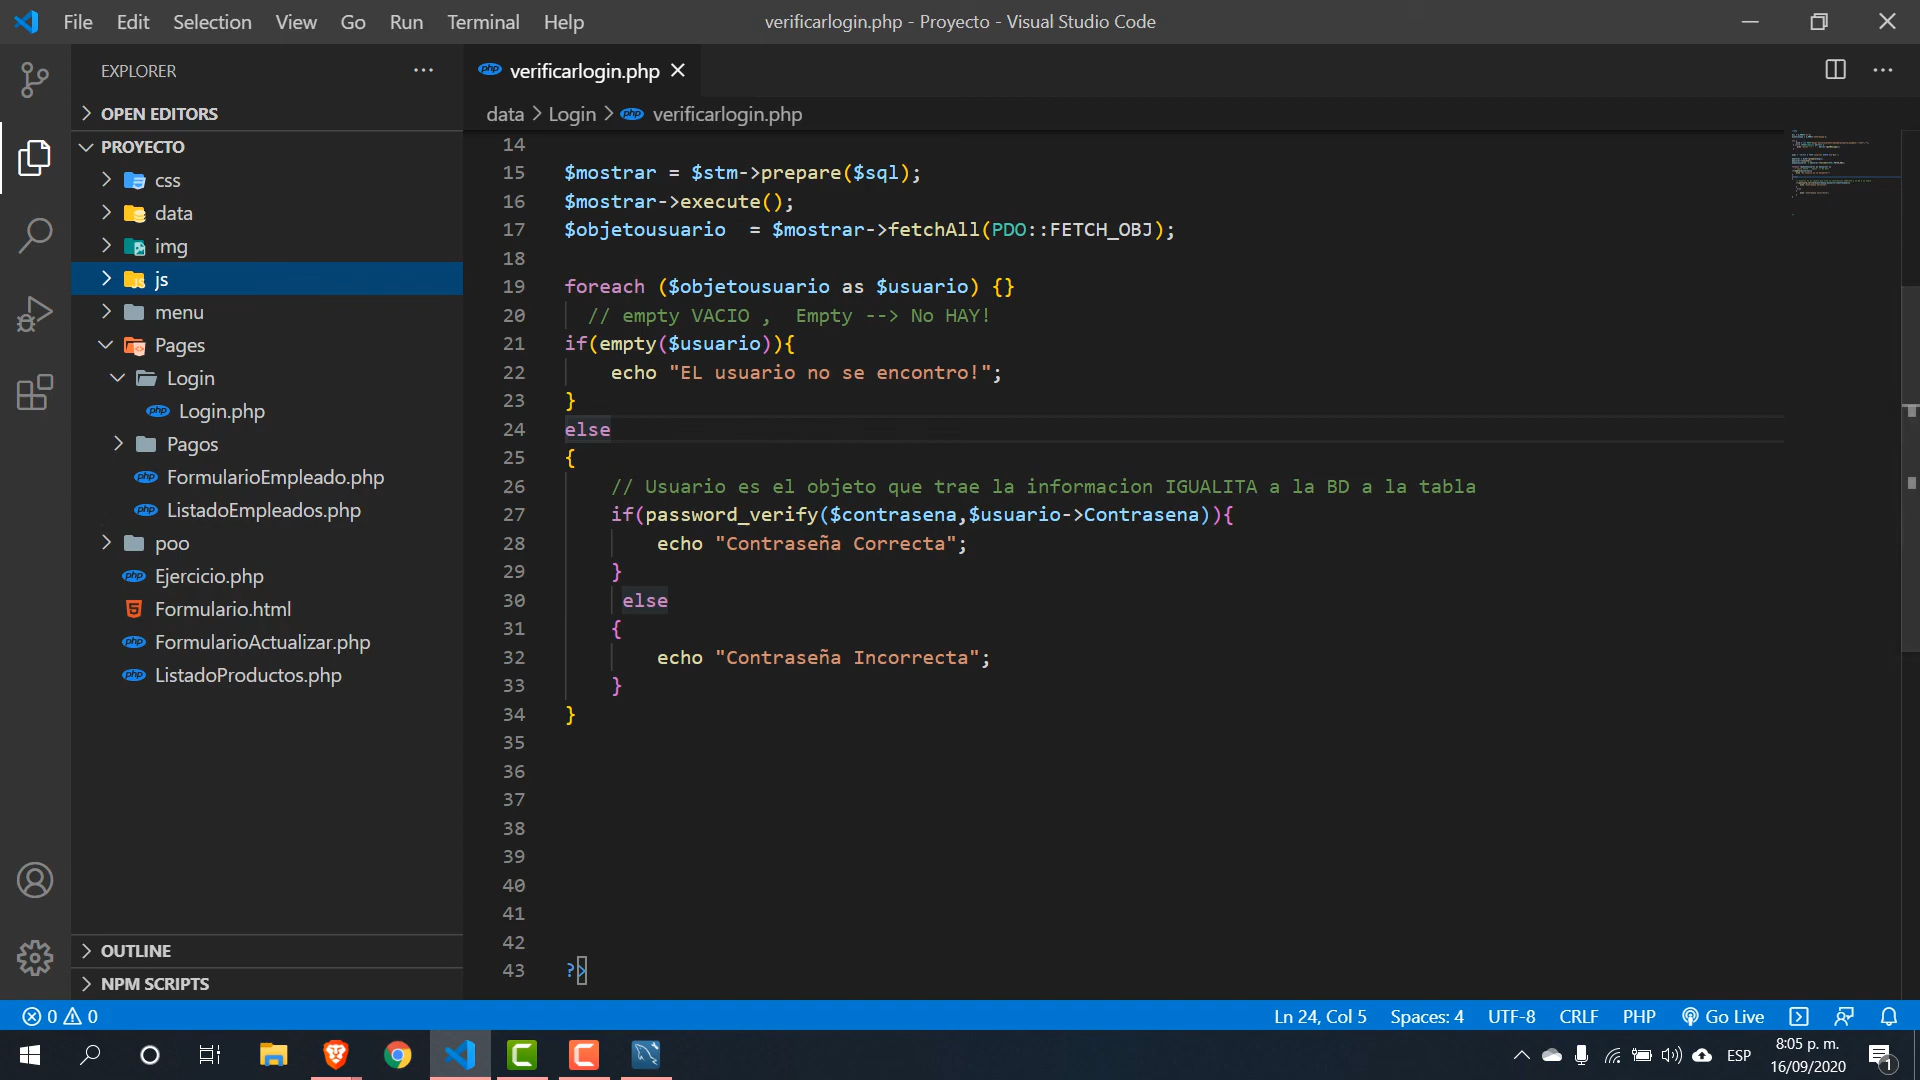 File Edit Selection View Go Run Terminal Help
verificarlogin.php - Proyecto - Visual Studio Code
EXPLORER
OPEN EDITORS
PROYECTO
css
data
img
js
menu
Pages
Login
Login.php
Pagos
FormularioEmpleado.php
ListadoEmpleados.php
poo
Ejercicio.php
Formulario.html
FormularioActualizar.php
ListadoProductos.php
OUTLINE
NPM SCRIPTS
verificarlogin.php
data > Login > verificarlogin.php
14
15 $mostrar = $stm->prepare($sql);
16 $mostrar->execute();
17 $objetousuario  = $mostrar->fetchAll(PDO::FETCH_OBJ);
18
19 foreach ($objetousuario as $usuario) {}
20 // empty VACIO ,  Empty --> No HAY!
21 if(empty($usuario)){
22 echo "EL usuario no se encontro!";
23 }
24 else
25 {
26 // Usuario es el objeto que trae la informacion IGUALITA a la BD a la tabla
27 if(password_verify($contrasena,$usuario->Contrasena)){
28 echo "Contraseña Correcta";
29 }
30 else
31 {
32 echo "Contraseña Incorrecta";
33 }
34 }
35
36
37
38
39
40
41
42
43 ?>
0 0
Ln 24, Col 5 Spaces: 4 UTF-8 CRLF PHP Go Live
ESP
8:05 p. m.
16/09/2020
1